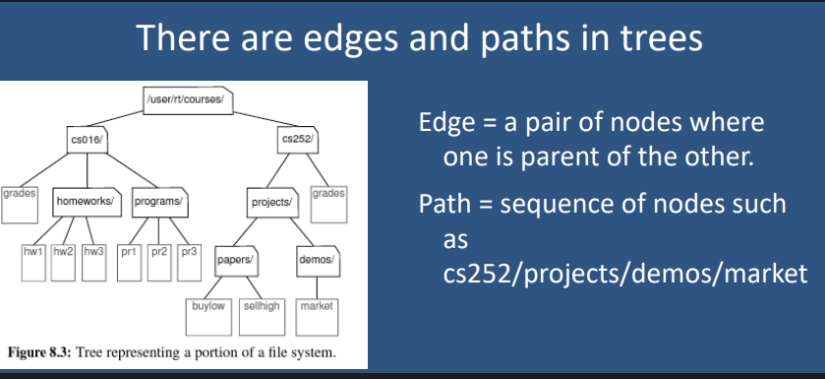 There are edges and paths in trees
/user/rt/courses/
cs016/
cs252/
grades
homeworks/
programs/
projects/
grades
hw1
hw2
hw3
pr1
pr2
pr3
papers/
demos/
buylow
sellhigh
market
Figure 8.3: Tree representing a portion of a file system.
Edge = a pair of nodes where
one is parent of the other.
Path = sequence of nodes such
as
cs252/projects/demos/market